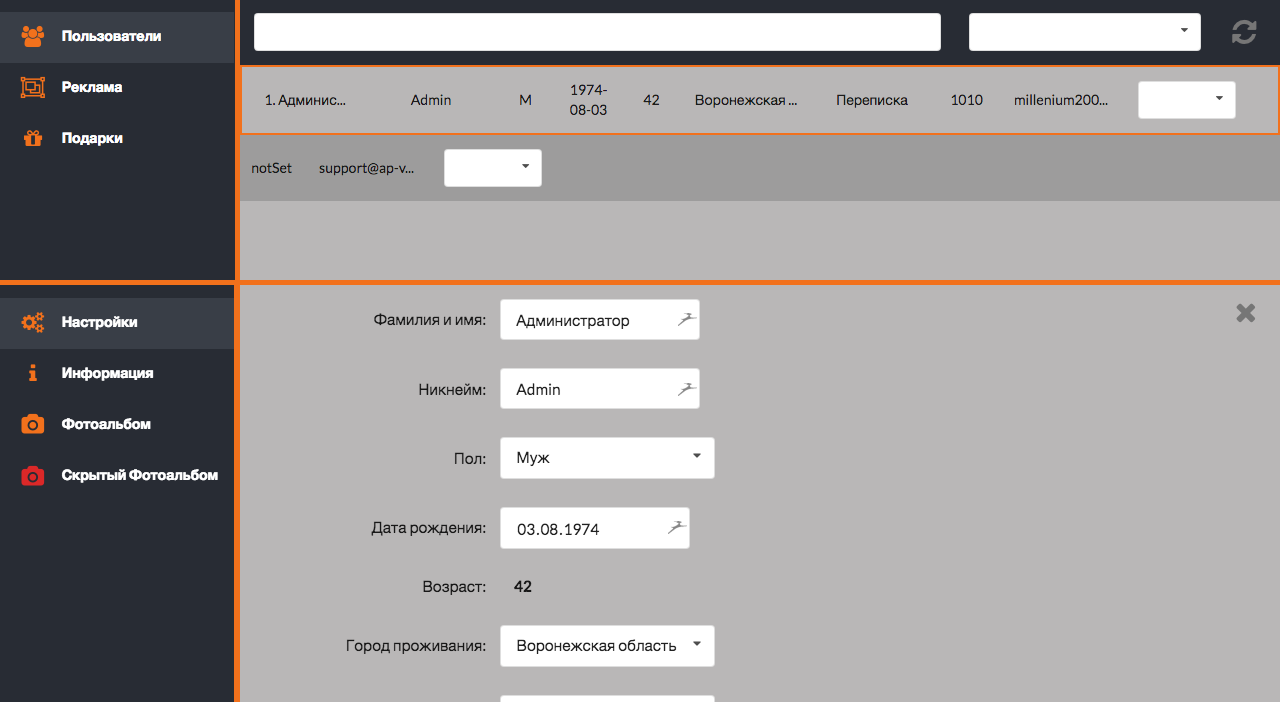 Пользователи
Реклама
Подарки
1. Админис... Admin М 1974-08-03 42 Воронежская ... Переписка 1010 millenium200...
notSet support@ap-v...
Настройки
Информация
Фотоальбом
Скрытый Фотоальбом
Фамилия и имя: Администратор
Никнейм: Admin
Пол: Муж
Дата рождения: 03.08.1974
Возраст: 42
Город проживания: Воронежская область